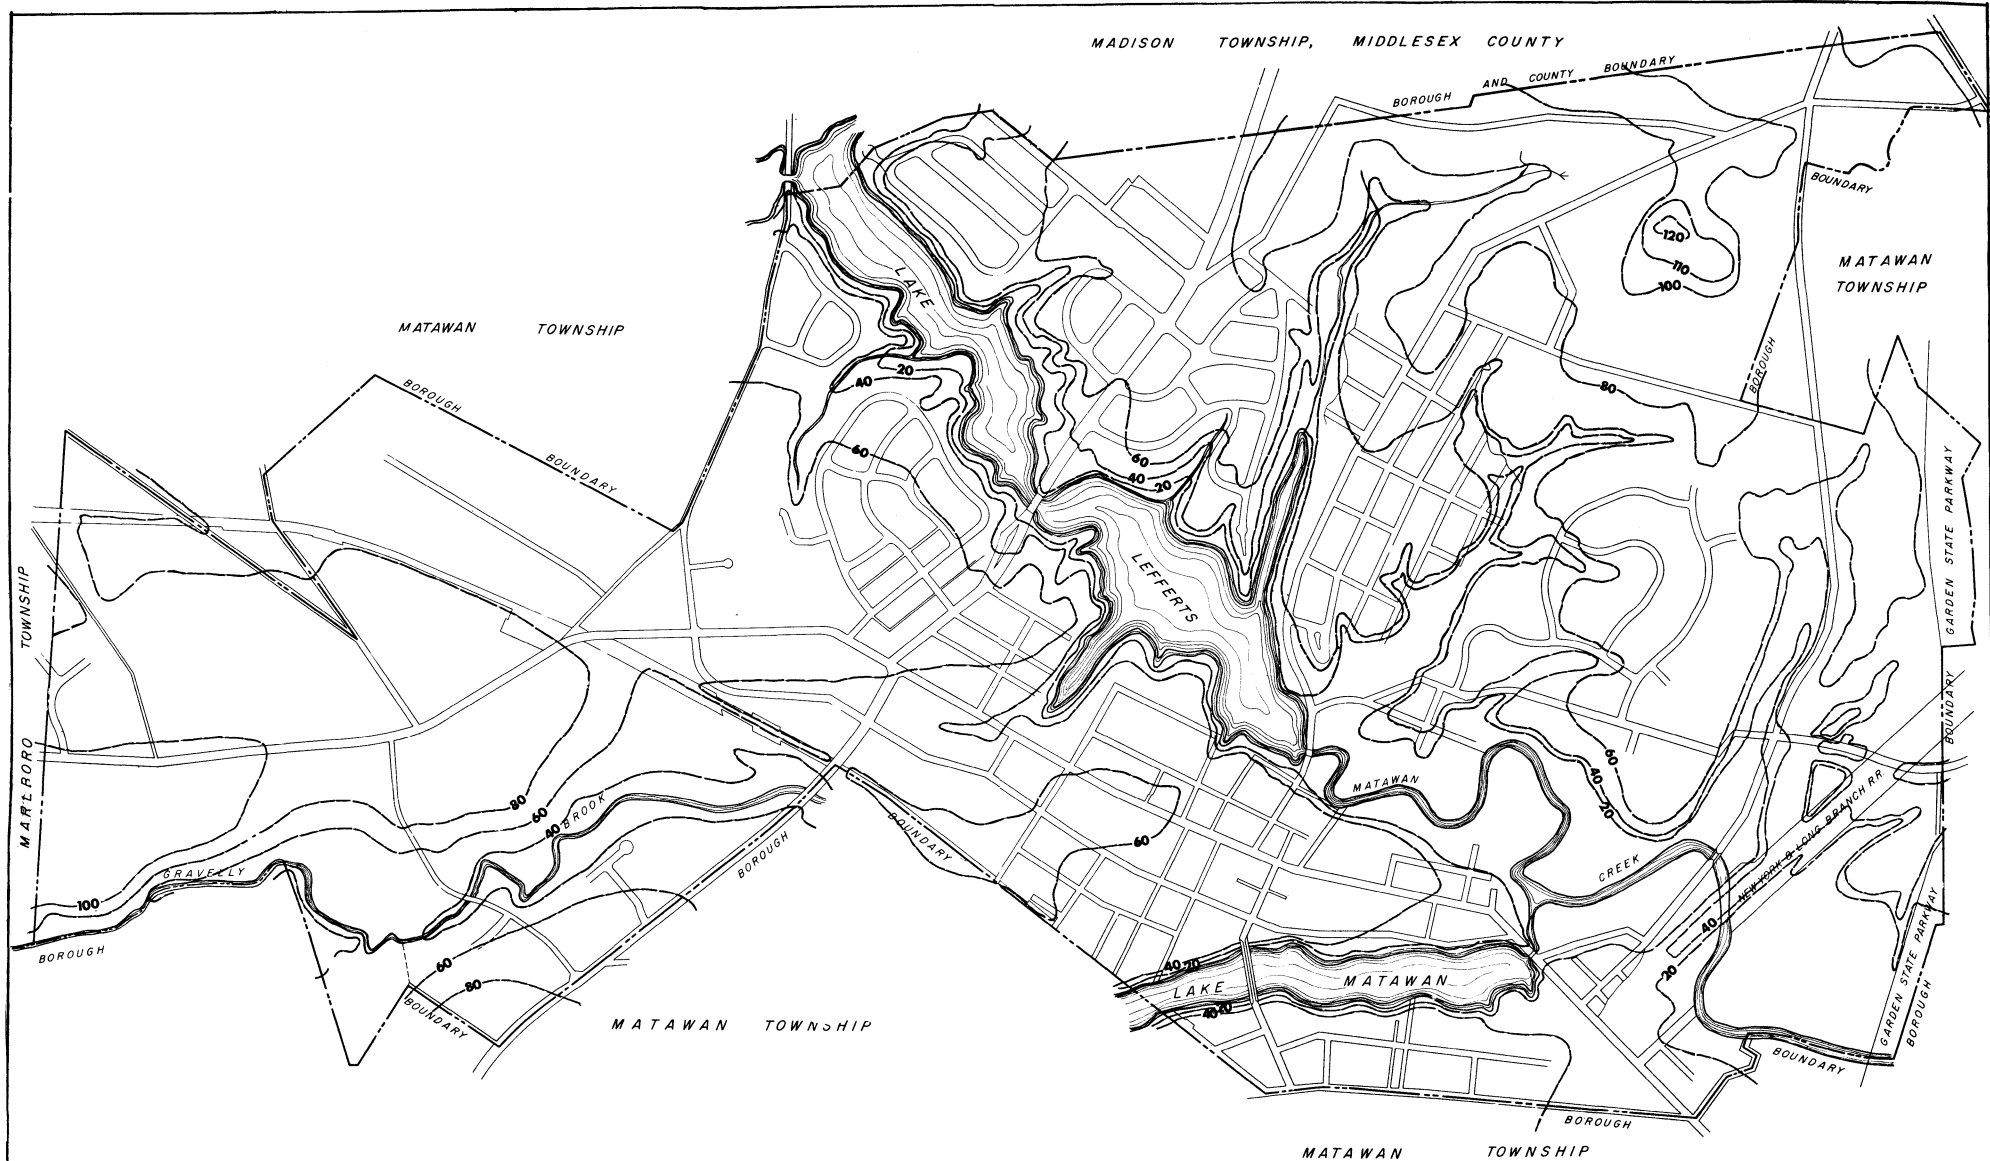 MADISON TOWNSHIP, MIDDLESEX COUNTY
BOROUGH AND COUNTY BOUNDARY
BOUNDARY
120
110
100
MATAWAN
TOWNSHIP
LAKE
MATAWAN TOWNSHIP
BOROUGH
BOROUGH
BOUNDARY
20
40
80
60
60
40
20
GARDEN STATE PARKWAY
LEFFERTS
MARLBORO TOWNSHIP
BOUNDARY
60
40
20
MATAWAN
80
60
40
BROOK
GRAVELLY
100
BOROUGH
BOUNDARY
60
CREEK
NEW YORK & LONG BRANCH R.R.
40
20
BOROUGH
60
80
BOUNDARY
40 20
LAKE MATAWAN
40 20
GARDEN STATE PARKWAY
BOROUGH
MATAWAN TOWNSHIP
BOUNDARY
BOROUGH
MATAWAN TOWNSHIP